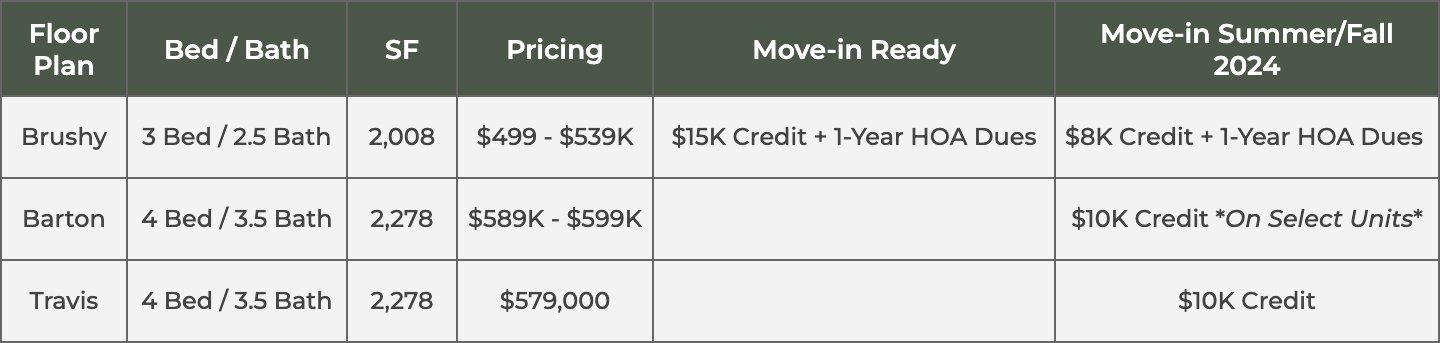 Floor Plan Bed / Bath SF Pricing Move-in Ready Move-in Summer/Fall 2024
Brushy 3 Bed / 2.5 Bath 2,008 $499 - $539K $15K Credit + 1-Year HOA Dues $8K Credit + 1-Year HOA Dues
Barton 4 Bed / 3.5 Bath 2,278 $589K - $599K $10K Credit *On Select Units*
Travis 4 Bed / 3.5 Bath 2,278 $579,000 $10K Credit